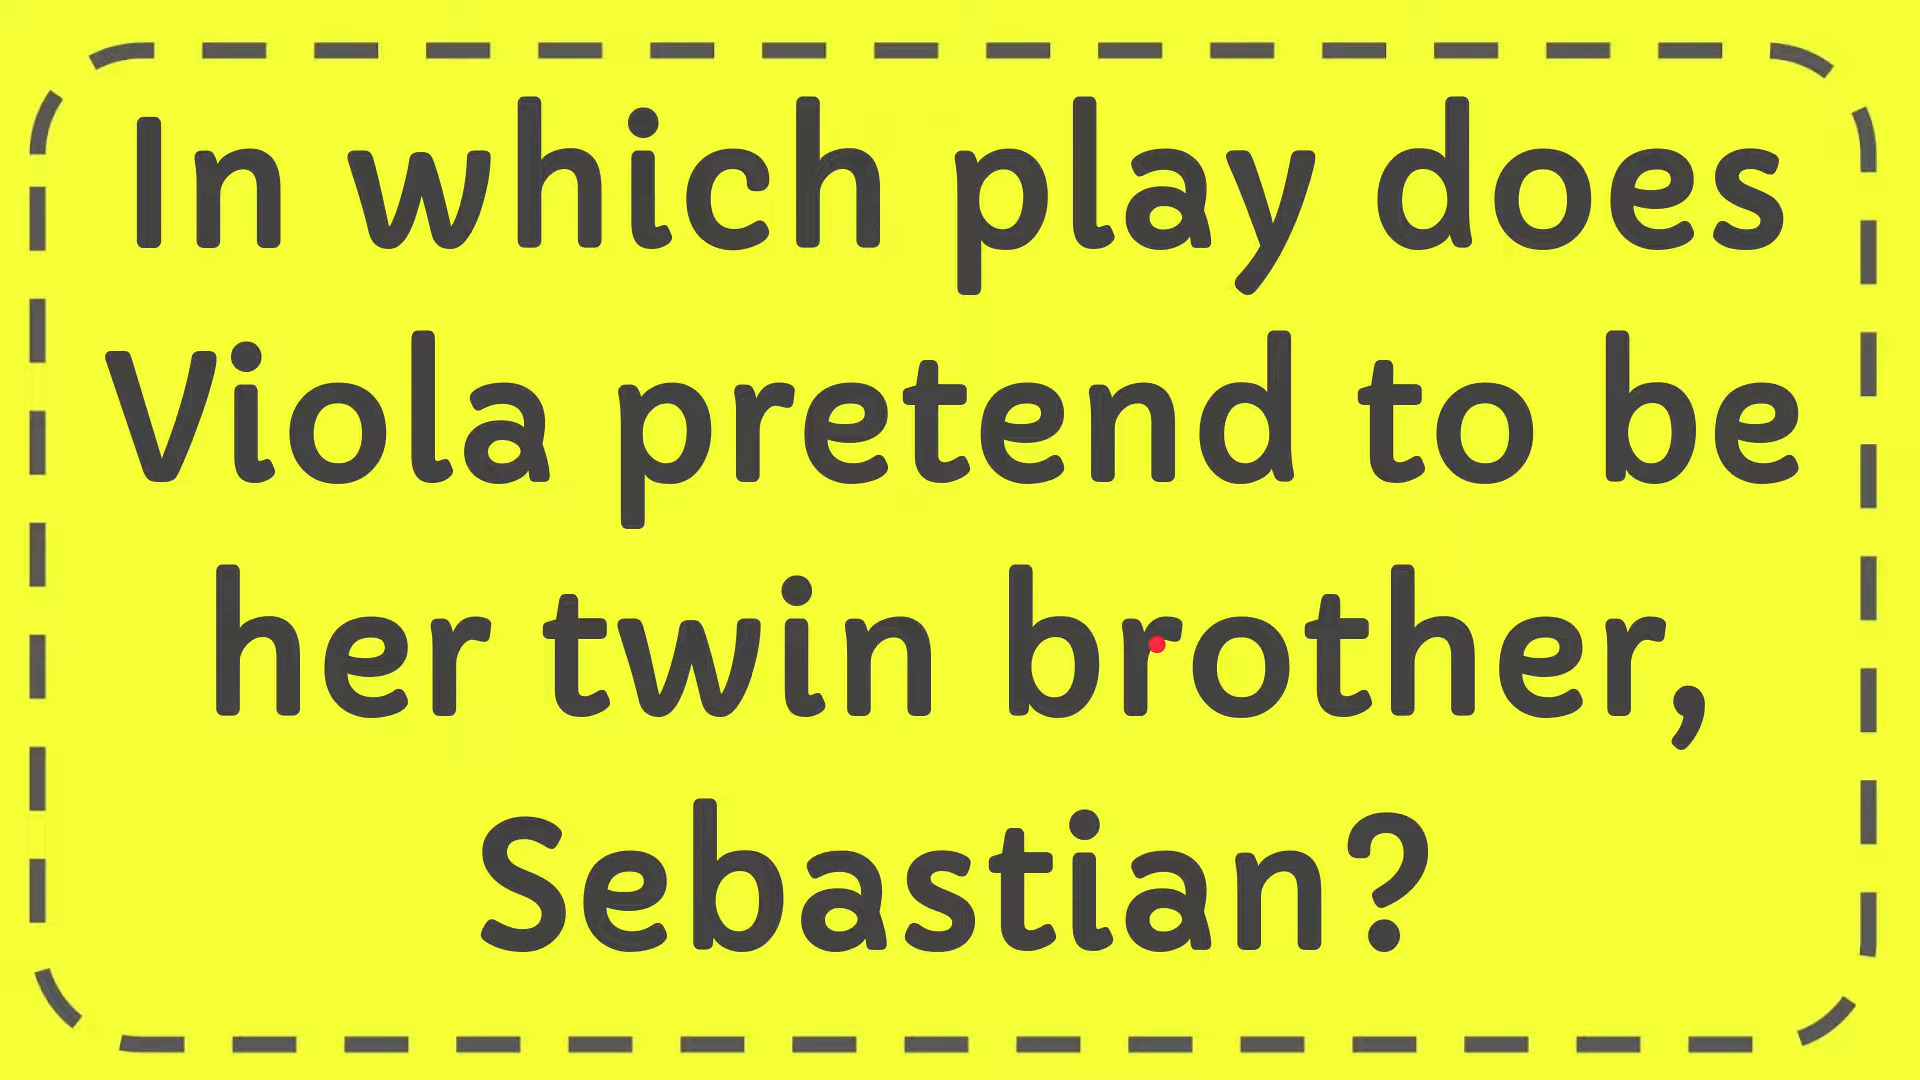 In which play does
Viola pretend to be
her twin brother,
Sebastian?